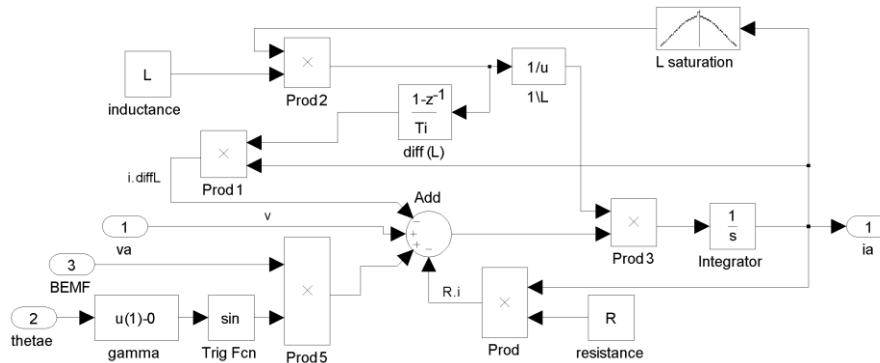 L saturation
L
inductance
×
Prod2
1/u
1\L
1-z⁻¹
Ti
diff (L)
×
Prod1
i.diffL
Add
−
+
+
−
1
va
v
3
BEMF
2
thetae
u(1)-0
gamma
sin
Trig Fcn
×
Prod5
R.i
×
Prod
R
resistance
×
Prod3
1
s
Integrator
1
ia